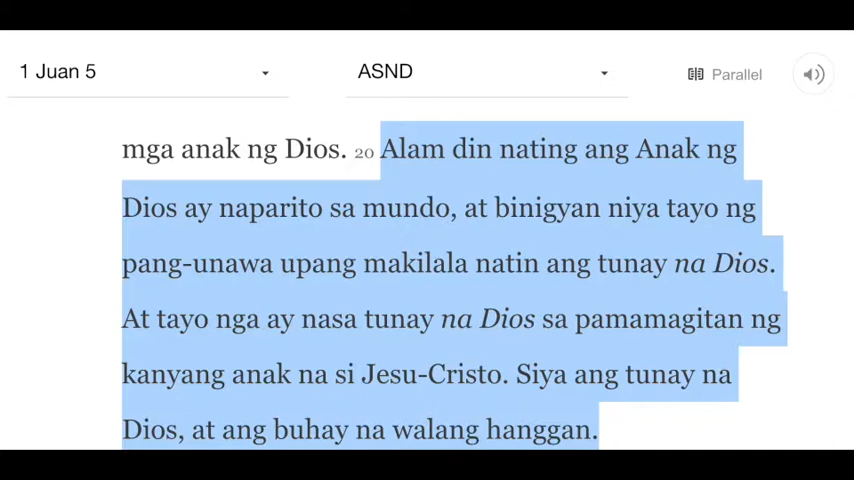 1 Juan 5 ASND Parallel
mga anak ng Dios. 20 Alam din nating ang Anak ng
Dios ay naparito sa mundo, at binigyan niya tayo ng
pang-unawa upang makilala natin ang tunay na Dios.
At tayo nga ay nasa tunay na Dios sa pamamagitan ng
kanyang anak na si Jesu-Cristo. Siya ang tunay na
Dios, at ang buhay na walang hanggan.